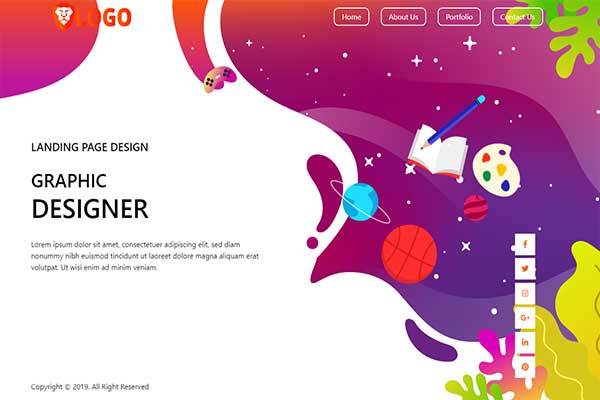 LOGO
Home
About Us
Portfolio
Contact Us
LANDING PAGE DESIGN
GRAPHIC
DESIGNER
Lorem ipsum dolor sit amet, consectetuer adipiscing elit, sed diam
nonummy nibh euismod tincidunt ut laoreet dolore magna aliquam erat
volutpat. Ut wisi enim ad minim veniam.
Copyright © 2019. All Right Reserved